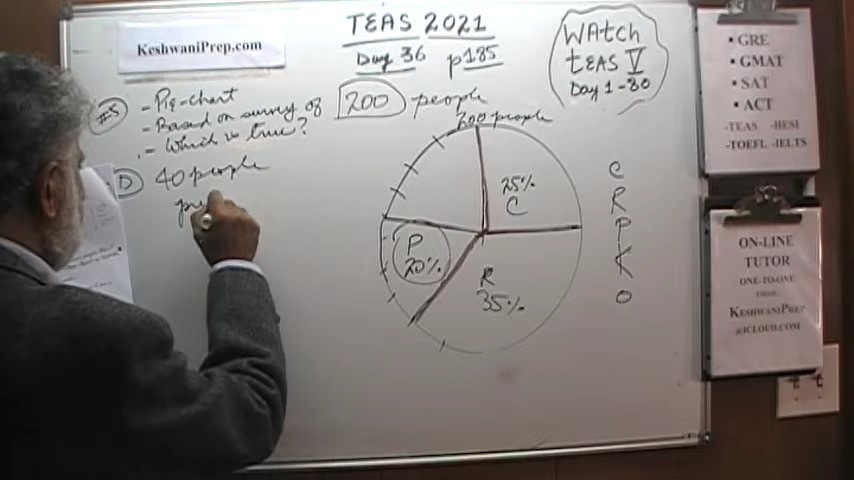 TEAS 2021
Day 36 p185
KeshwaniPrep.com
WAtch
tEAS V
Day 1-30
#5
- Pie-chart
- Based on survey of 200 people
- Which is true?
D 40 people
200 people
25%
C
P
20%
R
35%
C
R
P
K
O
• GRE
• GMAT
• SAT
• ACT
-TEAS -HESI
-TOEFL -IELTS
ON-LINE
TUTOR
ONE-TO-ONE
KESHWANIPREP
@ICLOUD.COM